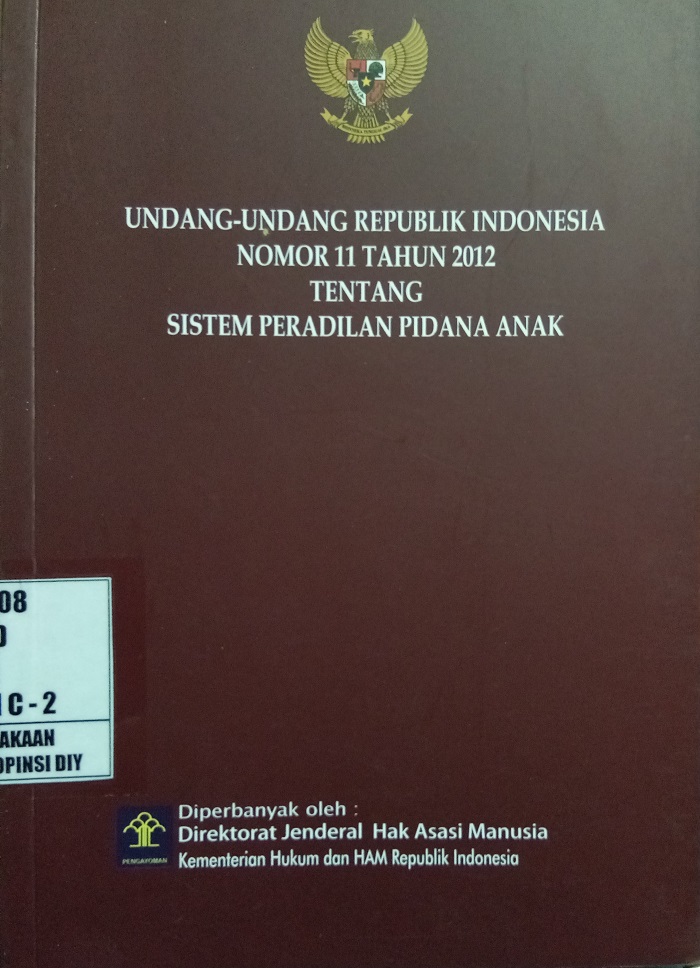 UNDANG-UNDANG REPUBLIK INDONESIA
NOMOR 11 TAHUN 2012
TENTANG
SISTEM PERADILAN PIDANA ANAK
08
C-2
AKAAN
OPINSI DIY
Diperbanyak oleh :
Direktorat Jenderal Hak Asasi Manusia
Kementerian Hukum dan HAM Republik Indonesia
PENGAYOMAN